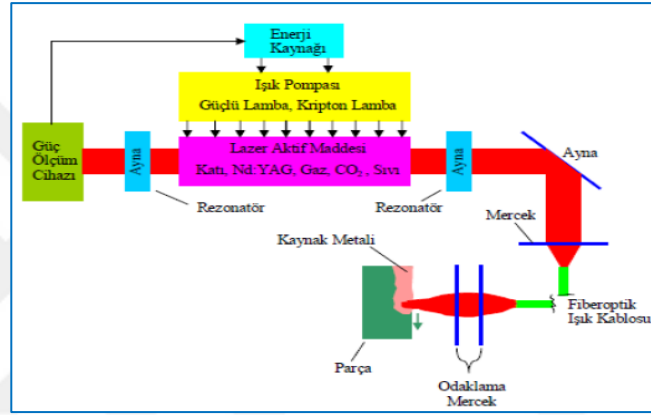 Enerji
Kaynağı
Işık Pompası
Güçlü Lamba, Kripton Lamba
Güç
Ölçüm
Cihazı
Ayna
Lazer Aktif Maddesi
Katı, Nd:YAG, Gaz, CO₂, Sıvı
Ayna
Ayna
Rezonatör
Rezonatör
Mercek
Kaynak Metali
Fiberoptik
Işık Kablosu
Parça
Odaklama
Mercek